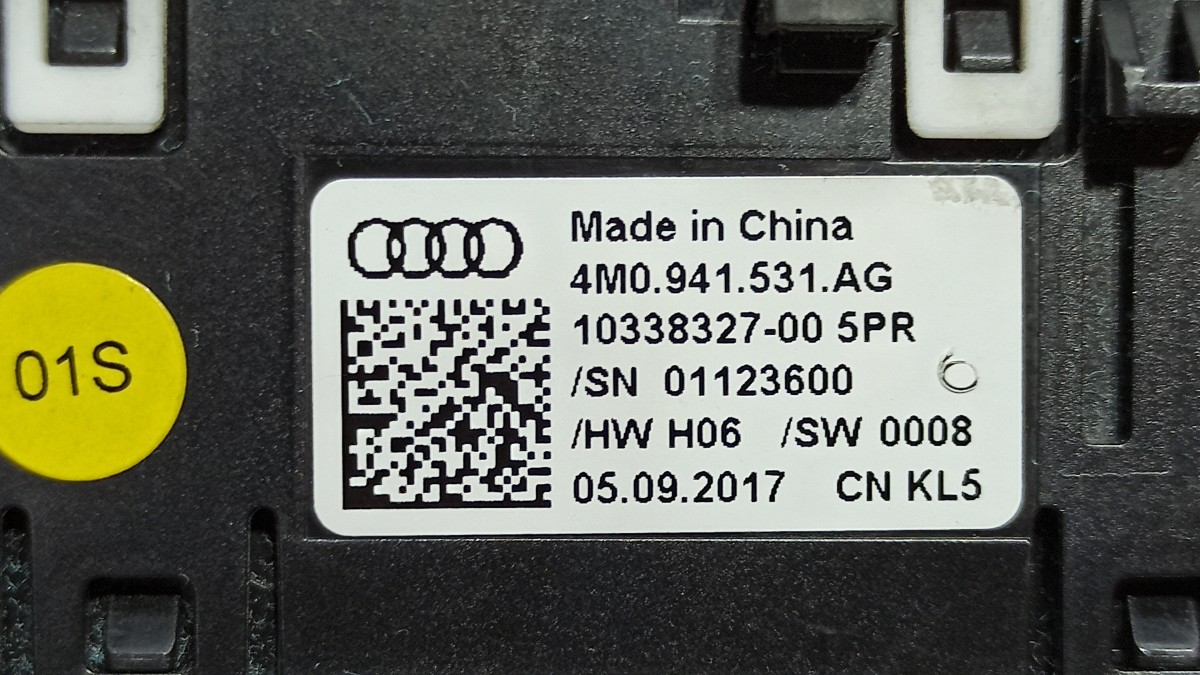 01S
Made in China
4M0.941.531.AG
10338327-00 5PR
/SN 01123600
/HW H06 /SW 0008
05.09.2017 CN KL5